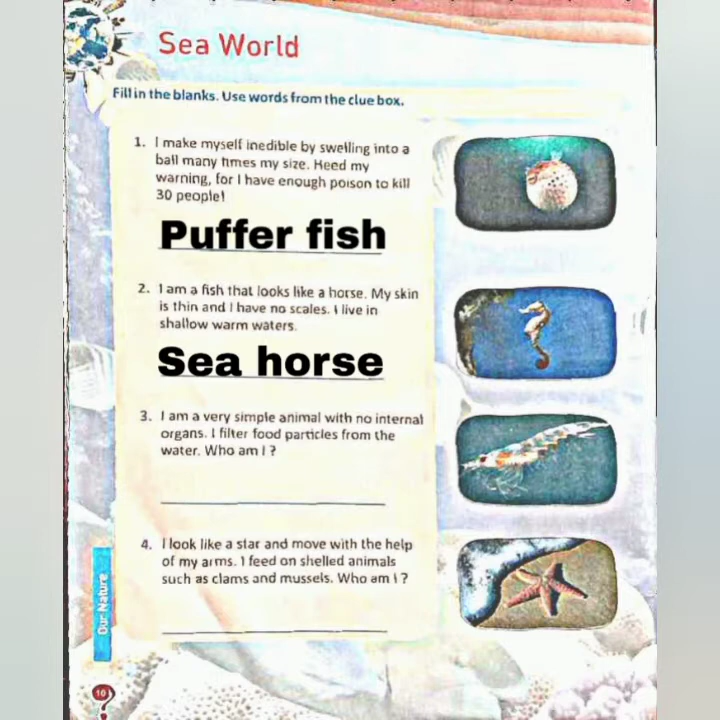 Sea World
Fill in the blanks. Use words from the clue box.
1. I make myself inedible by swelling into a
ball many times my size. Heed my
warning, for I have enough poison to kill
30 people!
Puffer fish
2. I am a fish that looks like a horse. My skin
is thin and I have no scales. I live in
shallow warm waters.
Sea horse
3. I am a very simple animal with no internal
organs. I filter food particles from the
water. Who am I ?
4. I look like a star and move with the help
of my arms. I feed on shelled animals
such as clams and mussels. Who am I ?
Our Nature
10